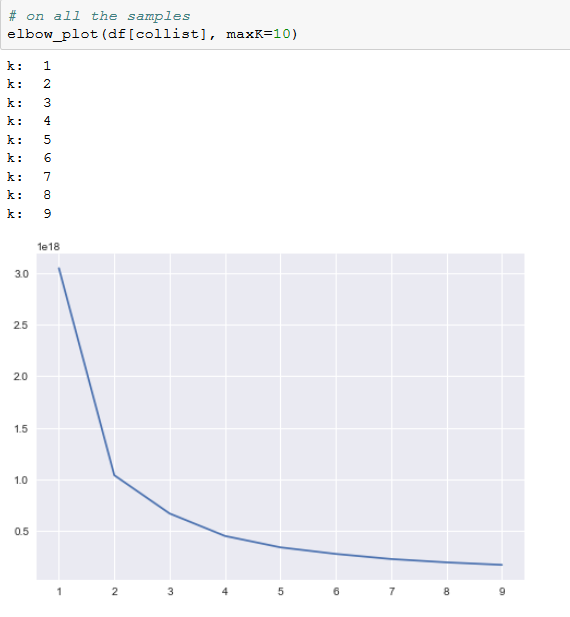 # on all the samples
elbow_plot(df[collist], maxK=10)
k:  1
k:  2
k:  3
k:  4
k:  5
k:  6
k:  7
k:  8
k:  9
1e18
3.0
2.5
2.0
1.5
1.0
0.5
1 2 3 4 5 6 7 8 9